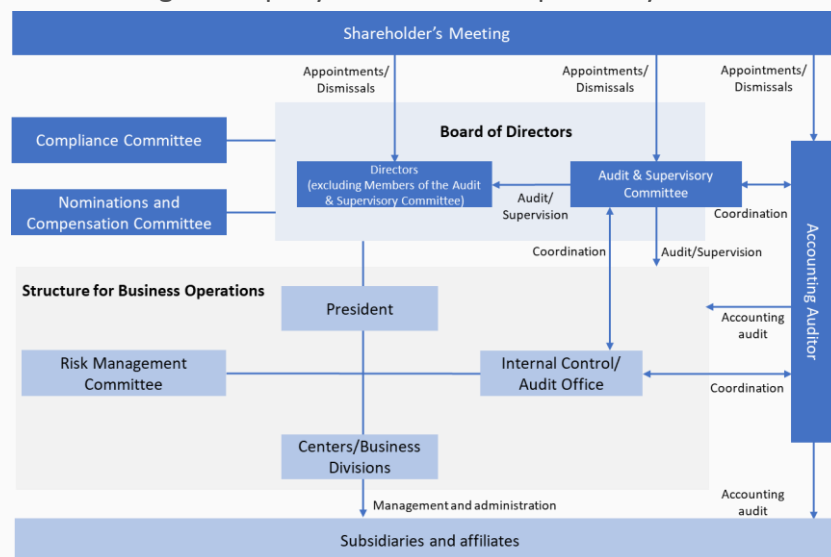 Shareholder's Meeting
Appointments/
Dismissals
Appointments/
Dismissals
Appointments/
Dismissals
Board of Directors
Compliance Committee
Directors
(excluding Members of the Audit
& Supervisory Committee)
Audit & Supervisory
Committee
Nominations and
Compensation Committee
Audit/
Supervision
Coordination
Coordination
Audit/Supervision
Accounting Auditor
Structure for Business Operations
President
Accounting
audit
Risk Management
Committee
Internal Control/
Audit Office
Coordination
Centers/Business
Divisions
Management and administration
Accounting
audit
Subsidiaries and affiliates